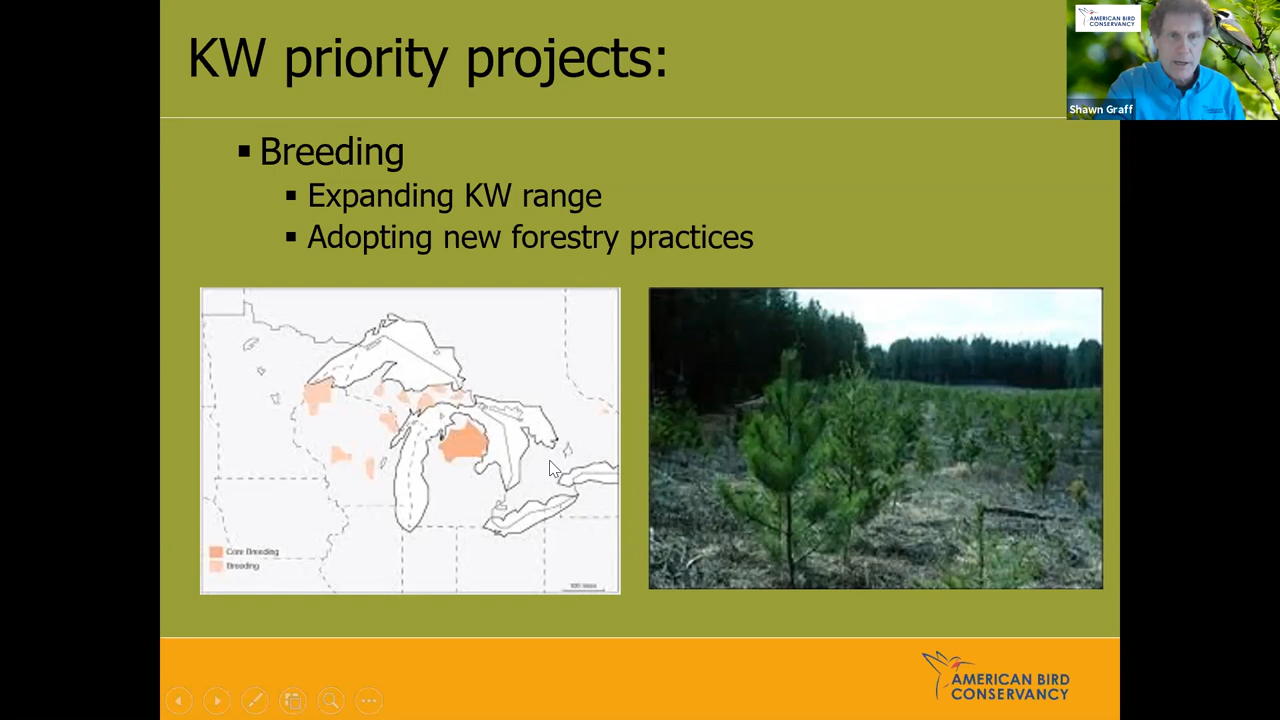 KW priority projects:
AMERICAN BIRD
CONSERVANCY
Shawn Graff
▪ Breeding
▪ Expanding KW range
▪ Adopting new forestry practices
Core Breeding
Breeding
AMERICAN BIRD
CONSERVANCY